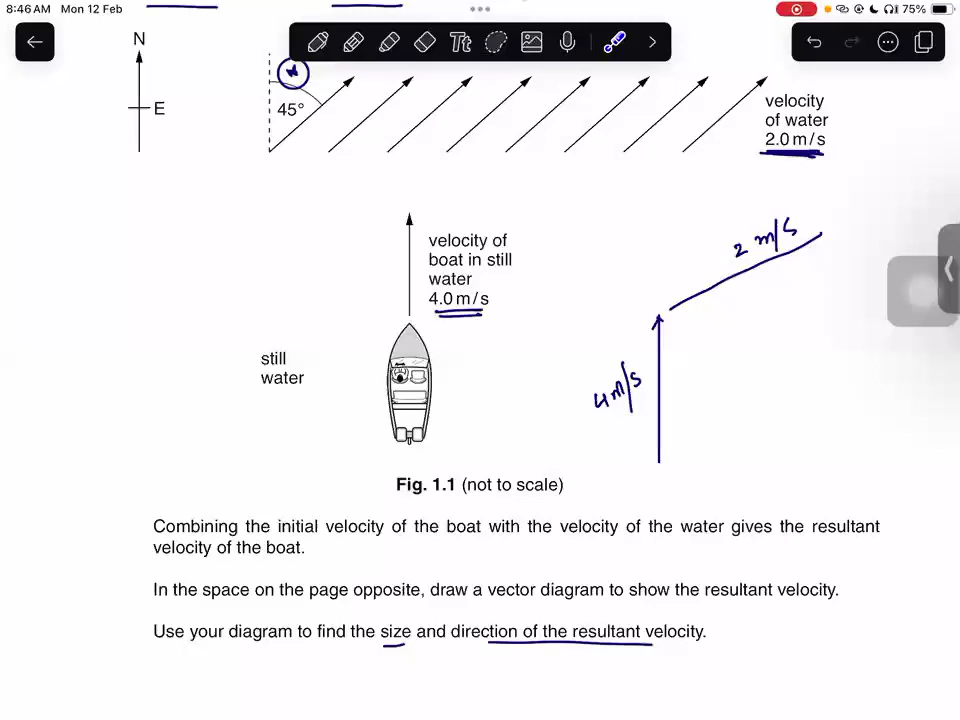 8:46 AM Mon 12 Feb
75%
Tt
N
E
45°
velocity
of water
2.0 m/s
velocity of
boat in still
water
4.0 m/s
2 m/s
4 m/s
still
water
Fig. 1.1 (not to scale)
Combining the initial velocity of the boat with the velocity of the water gives the resultant
velocity of the boat.
In the space on the page opposite, draw a vector diagram to show the resultant velocity.
Use your diagram to find the size and direction of the resultant velocity.